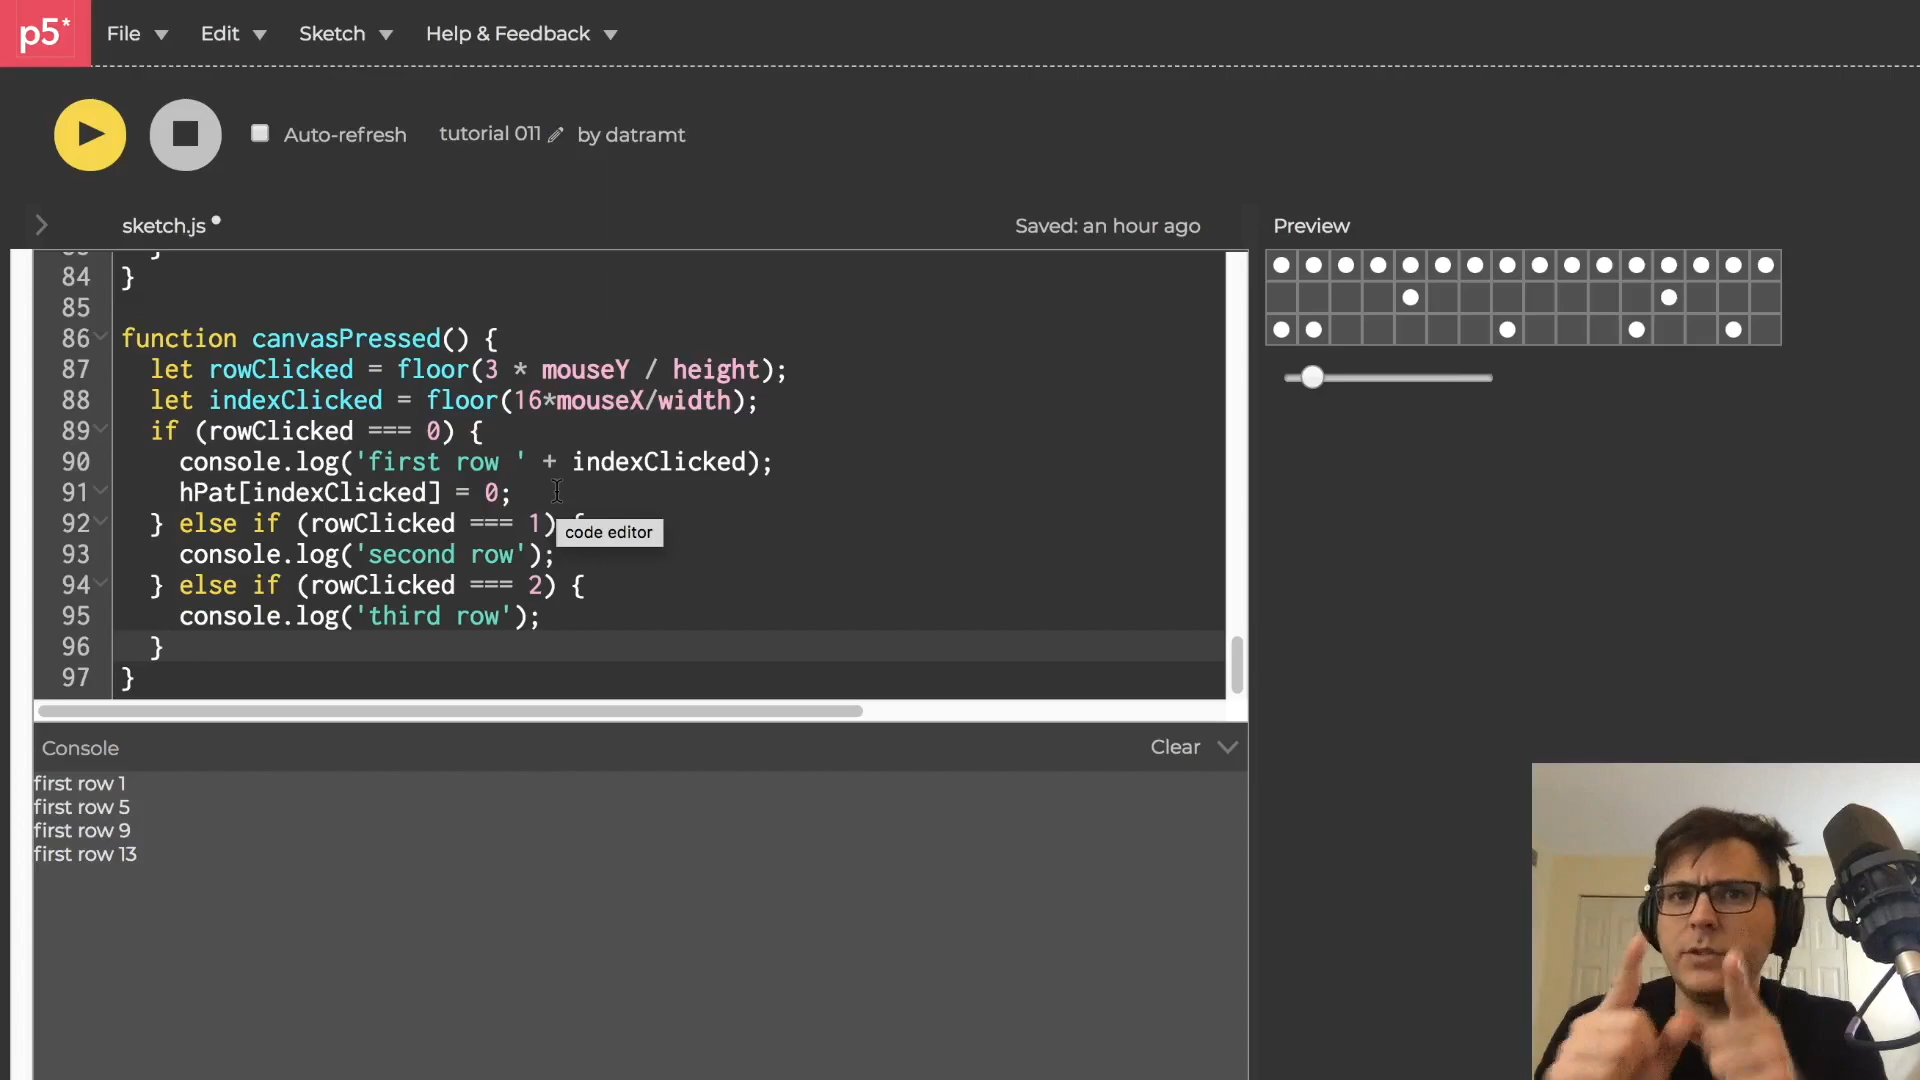 p5*
File
Edit
Sketch
Help & Feedback
Auto-refresh
tutorial 011
by datramt
sketch.js
Saved: an hour ago
Preview
84 }
85
86 function canvasPressed() {
87 let rowClicked = floor(3 * mouseY / height);
88 let indexClicked = floor(16*mouseX/width);
89 if (rowClicked === 0) {
90 console.log('first row ' + indexClicked);
91 hPat[indexClicked] = 0;
92 } else if (rowClicked === 1) {
code editor
93 console.log('second row');
94 } else if (rowClicked === 2) {
95 console.log('third row');
96 }
97 }
Console
Clear
first row 1
first row 5
first row 9
first row 13